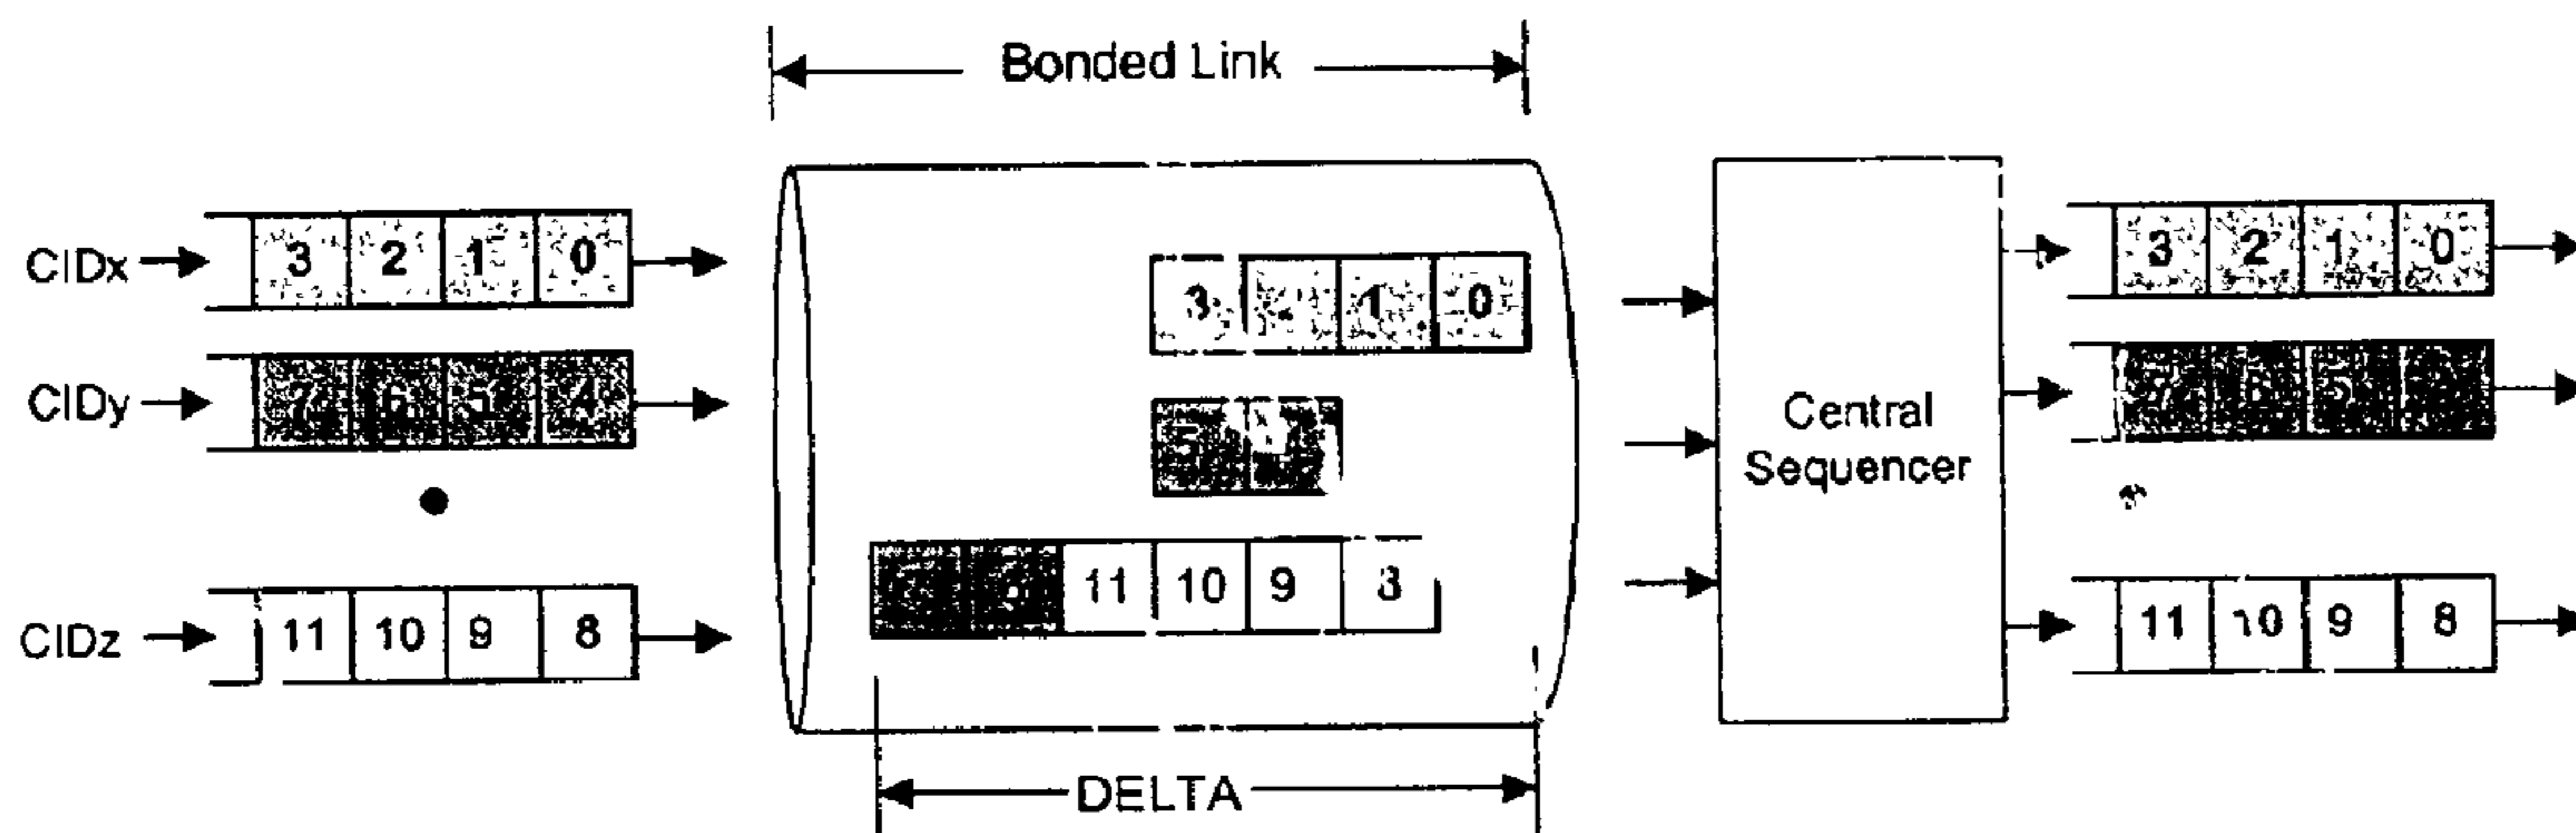 Bonded Link
CIDx
3 2 1 0
3 1 0
3 2 1 0
CIDy
7 6 5 4
5
7 6 5
Central
Sequencer
11 10 9 8
CIDz
11 10 9 8
11 10 9 8
DELTA